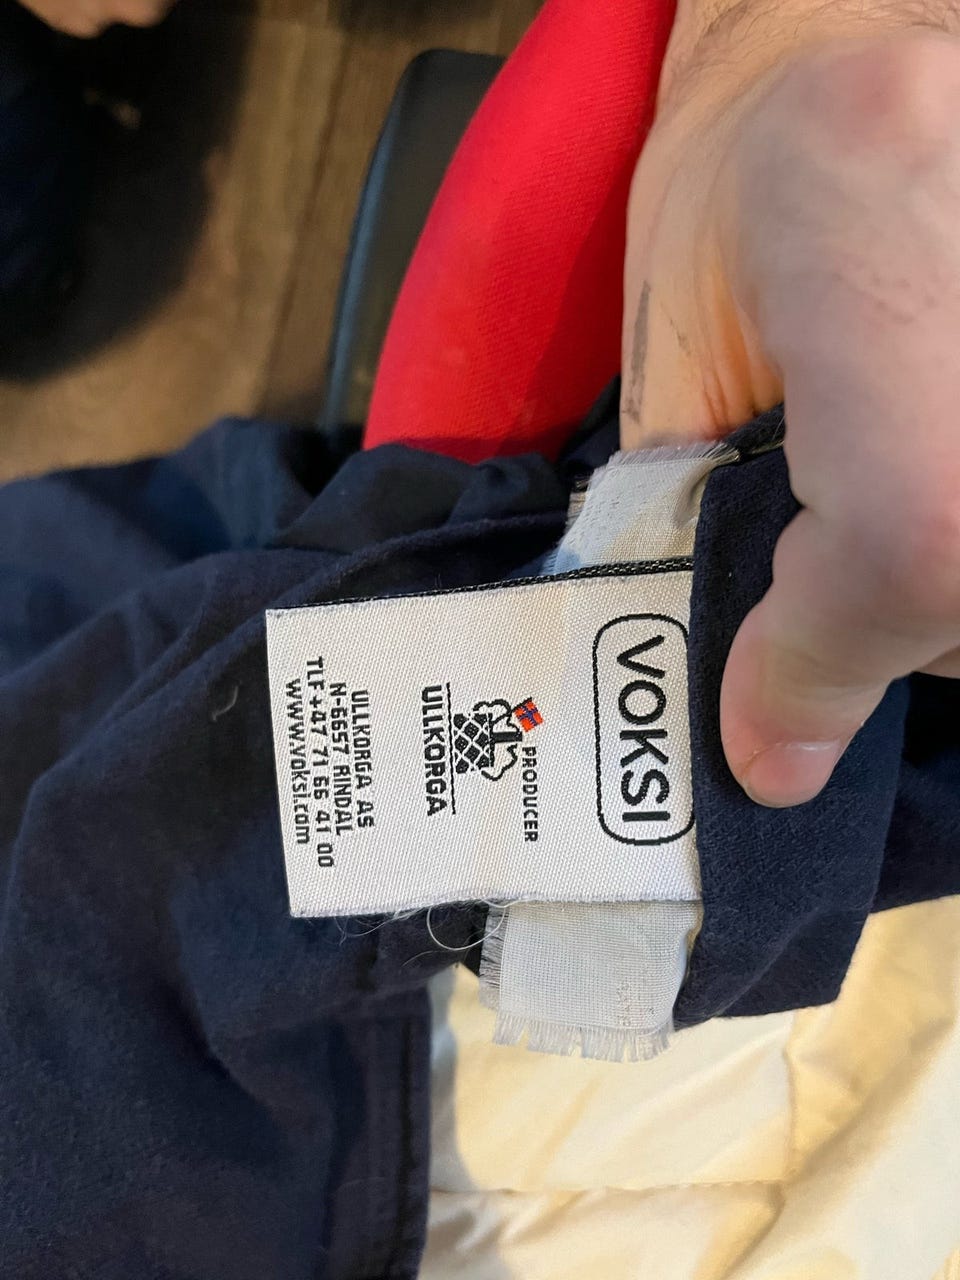 VOKSI
PRODUCER
ULLKORGA
ULLKORGA AS
N-6657 RINDAL
TLF +47 71 66 41 00
WWW.VOKSI.com